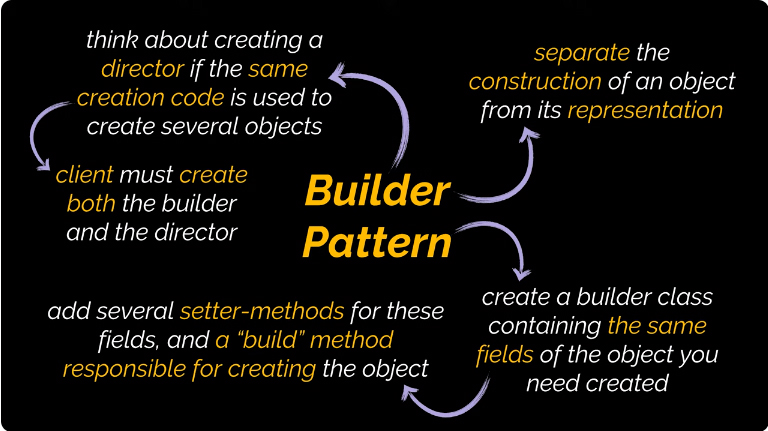 think about creating a
director if the same
creation code is used to
create several objects
separate the
construction of an object
from its representation
client must create
both the builder
and the director
Builder
Pattern
add several setter-methods for these
fields, and a “build” method
responsible for creating the object
create a builder class
containing the same
fields of the object you
need created